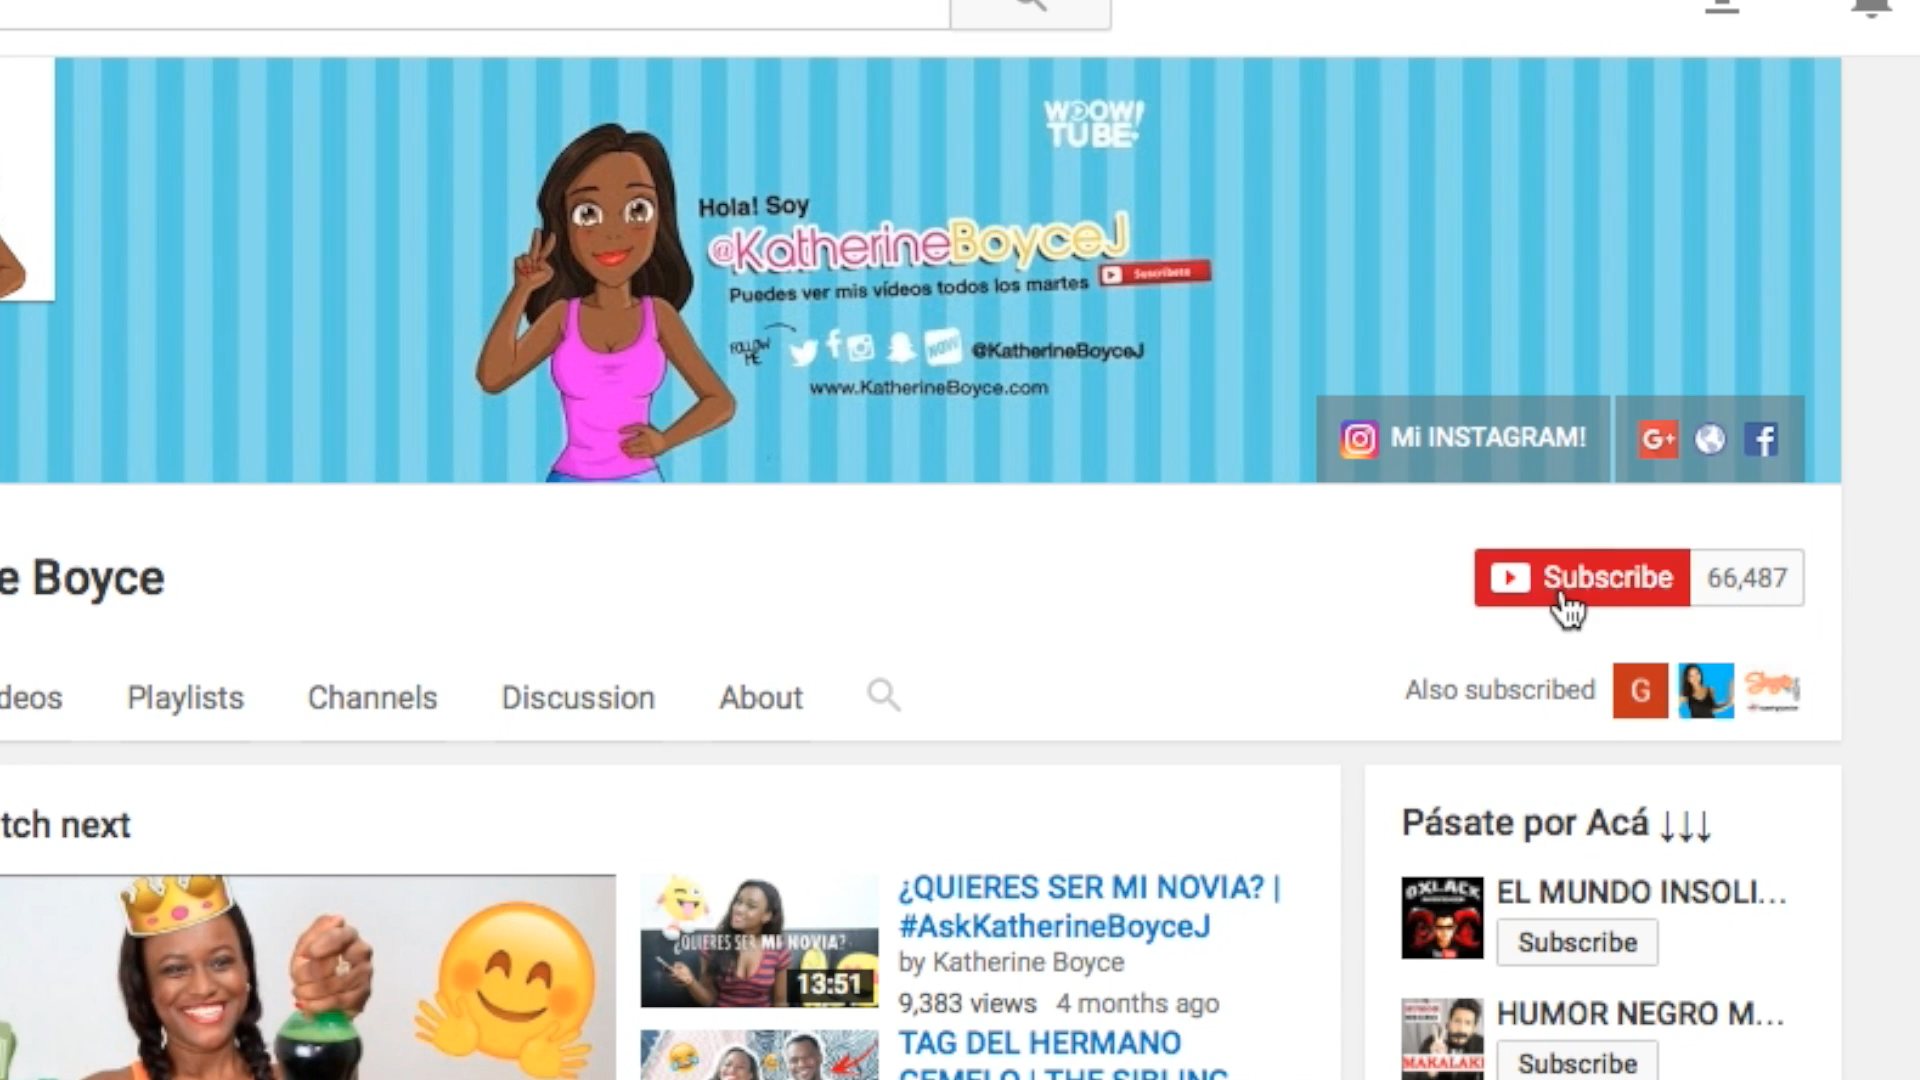 WOOW!
TUBE
Hola! Soy
@KatherineBoyceJ
Puedes ver mis vídeos todos los martes
Suscríbete
FOLLOW
ME
NOW
@KatherineBoyceJ
www.KatherineBoyce.com
Mi INSTAGRAM!
G+
e Boyce
Subscribe
66,487
deos
Playlists
Channels
Discussion
About
Also subscribed
G
tch next
¿QUIERES SER MI NOVIA?
13:51
¿QUIERES SER MI NOVIA? |
#AskKatherineBoyceJ
by Katherine Boyce
9,383 views 4 months ago
TAG DEL HERMANO
GEMELO | THE SIBLING
Pásate por Acá ↓↓↓
OXLACK
EL MUNDO INSOLI...
Subscribe
HUMOR NEGRO M...
MAKALAKI
Subscribe